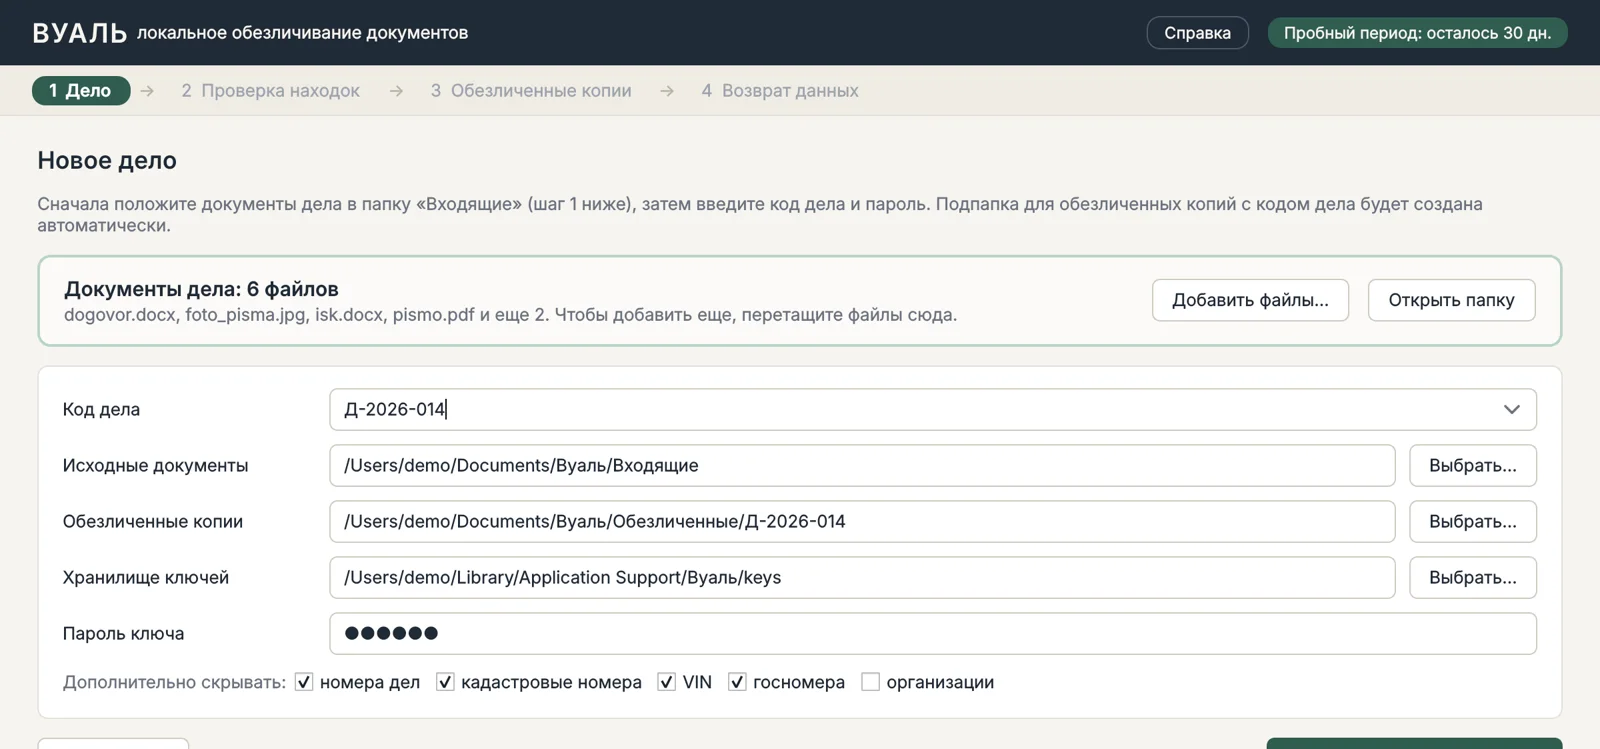 ВУАЛЬ локальное обезличивание документов
Справка
Пробный период: осталось 30 дн.
1 Дело → 2 Проверка находок → 3 Обезличенные копии → 4 Возврат данных
Новое дело
Сначала положите документы дела в папку «Входящие» (шаг 1 ниже), затем введите код дела и пароль. Подпапка для обезличенных копий с кодом дела будет создана
автоматически.
Документы дела: 6 файлов
dogovor.docx, foto_pisma.jpg, isk.docx, pismo.pdf и еще 2. Чтобы добавить еще, перетащите файлы сюда.
Добавить файлы...
Открыть папку
Код дела
Д-2026-014
Исходные документы
/Users/demo/Documents/Вуаль/Входящие
Выбрать...
Обезличенные копии
/Users/demo/Documents/Вуаль/Обезличенные/Д-2026-014
Выбрать...
Хранилище ключей
/Users/demo/Library/Application Support/Вуаль/keys
Выбрать...
Пароль ключа
●●●●●●
Дополнительно скрывать: номера дел кадастровые номера VIN госномера организации